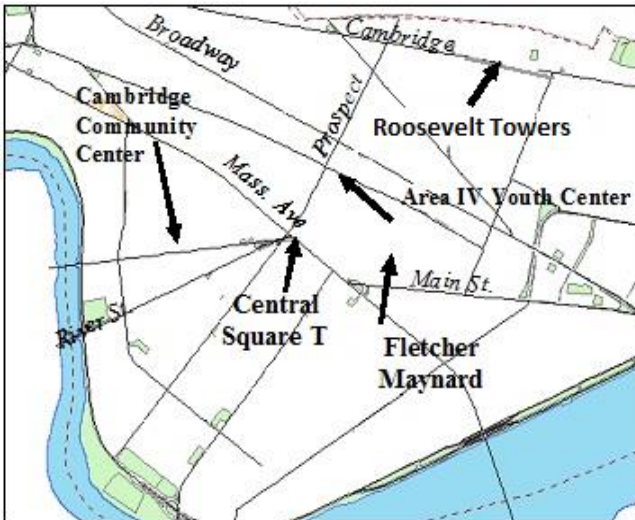 Broadway
Cambridge
Cambridge
Community
Center
Prospect
Roosevelt Towers
Mass. Ave
Area IV Youth Center
Main St.
Central
Square T
River St.
Fletcher
Maynard